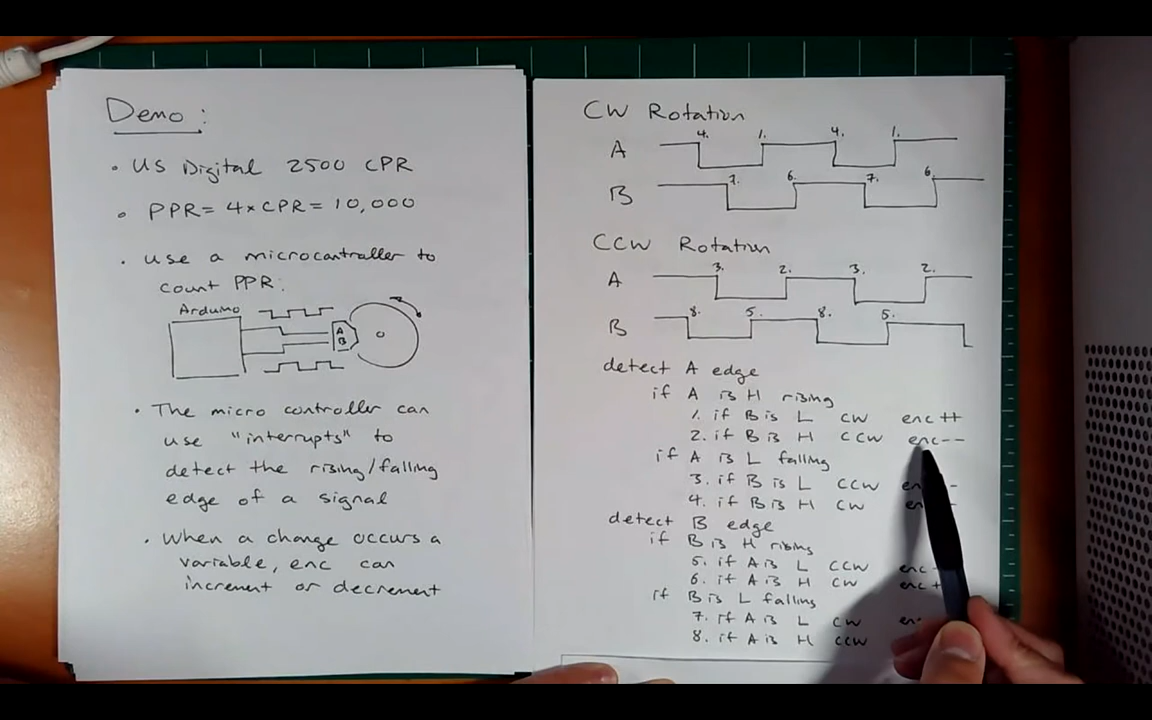 Demo:
• US Digital 2500 CPR
• PPR = 4 x CPR = 10,000
• use a microcontroller to
count PPR:
Arduino
A
B
• The micro controller can
use "interrupts" to
detect the rising/falling
edge of a signal
• When a change occurs a
variable, enc can
increment or decrement
CW Rotation
4. 1. 4. 1.
A
7. 6. 7. 6.
B
CCW Rotation
3. 2. 3. 2.
A
8. 5. 8. 5.
B
detect A edge
if A is H rising
1. if B is L CW enc++
2. if B is H CCW enc--
if A is L falling
3. if B is L CCW
4. if B is H CW
detect B edge
if B is H rising
5. if A is L CCW enc
6. if A is H CW enc+
if B is L falling
7. if A is L CW
8. if A is H CCW